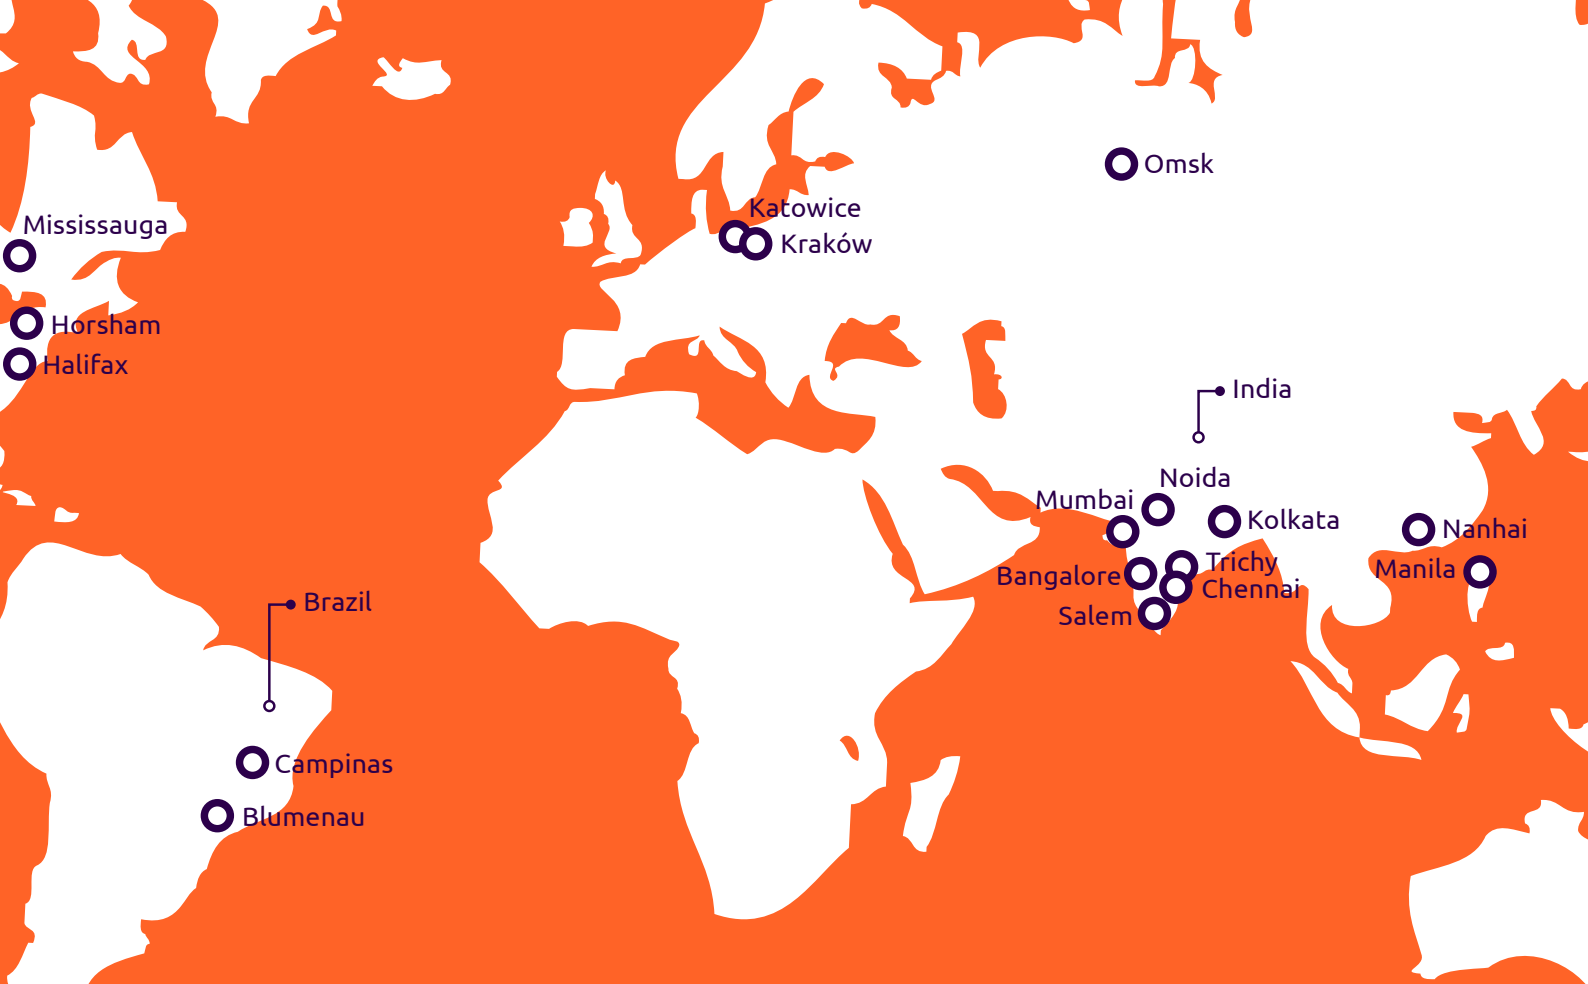 Omsk
Katowice
Mississauga
Kraków
Horsham
Halifax
India
Noida
Mumbai
Kolkata
Nanhai
Trichy
Manila
Bangalore
Chennai
Brazil
Salem
Campinas
Blumenau